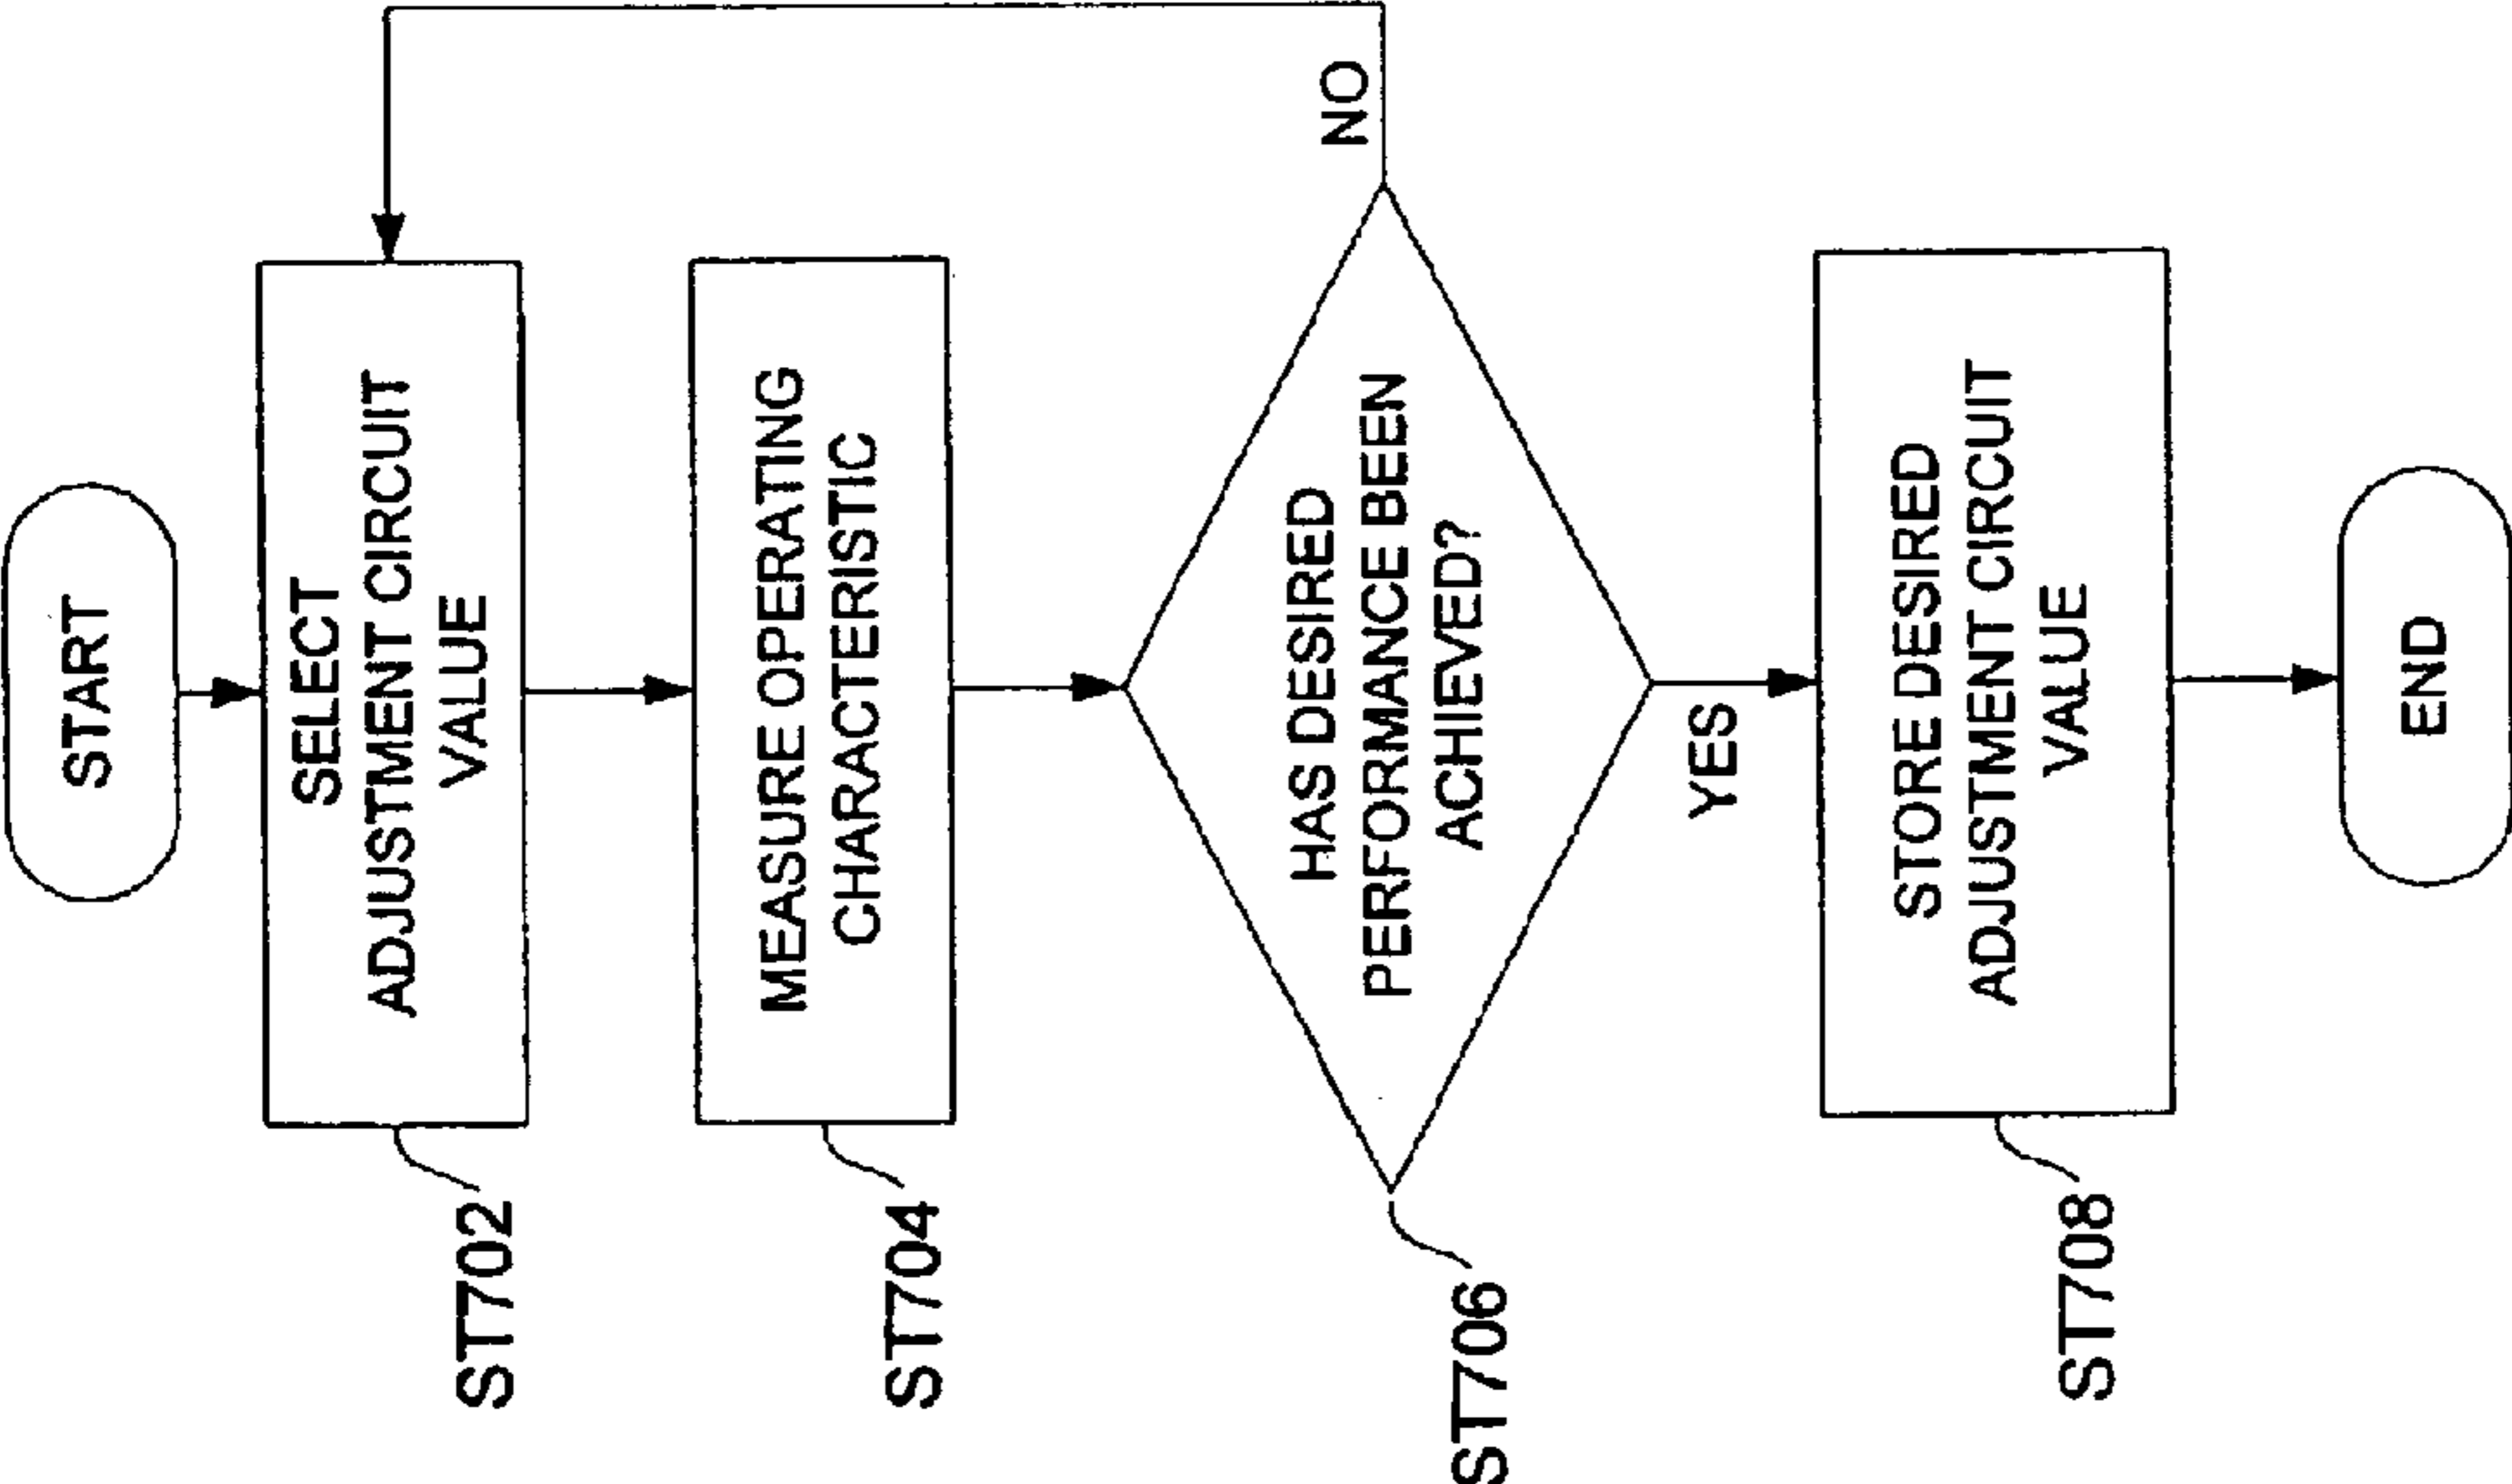 START
SELECT
ADJUSTMENT CIRCUIT
VALUE
ST702
MEASURE OPERATING
CHARACTERISTIC
ST704
HAS DESIRED
PERFORMANCE BEEN
ACHIEVED?
NO
ST706
YES
STORE DESIRED
ADJUSTMENT CIRCUIT
VALUE
ST708
END